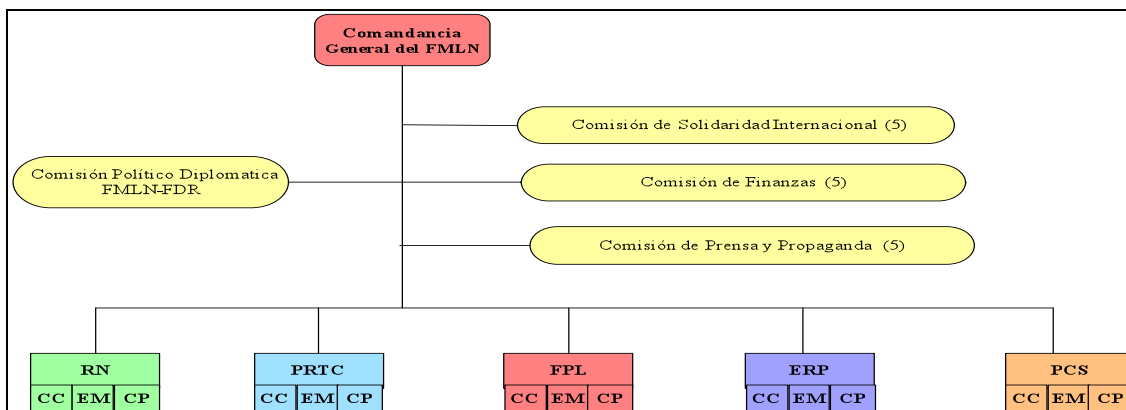 Comandancia
General del FMLN
Comisión de Solidaridad Internacional (5)
Comisión Político Diplomatica
FMLN-FDR
Comisión de Finanzas (5)
Comisión de Prensa y Propaganda (5)
RN
PRTC
FPL
ERP
PCS
CC EM CP
CC EM CP
CC EM CP
CC EM CP
CC EM CP